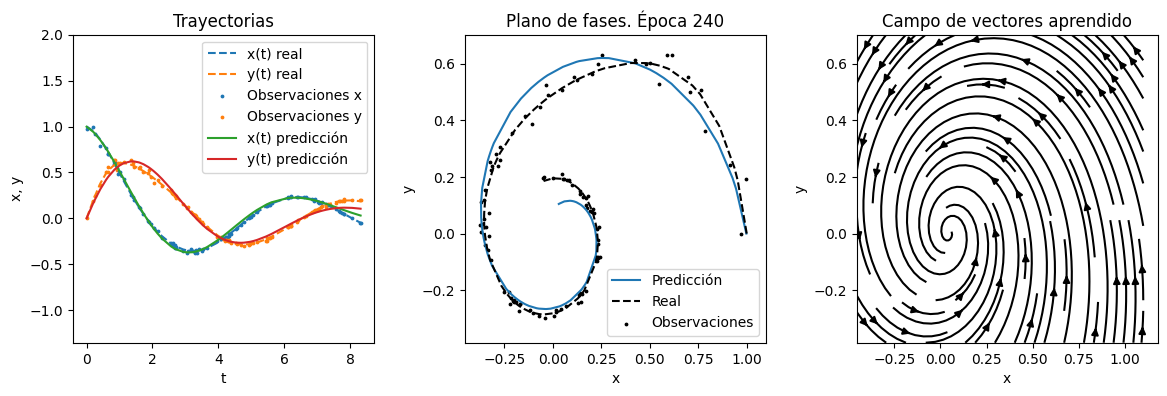 Trayectorias
x(t) real
y(t) real
Observaciones x
Observaciones y
x(t) predicción
y(t) predicción
2.0
1.5
1.0
0.5
0.0
−0.5
−1.0
x, y
0
2
4
6
8
t
Plano de fases. Época 240
0.6
0.4
0.2
0.0
−0.2
y
Predicción
Real
Observaciones
−0.25
0.00
0.25
0.50
0.75
1.00
x
Campo de vectores aprendido
0.6
0.4
0.2
0.0
−0.2
y
−0.25
0.00
0.25
0.50
0.75
1.00
x